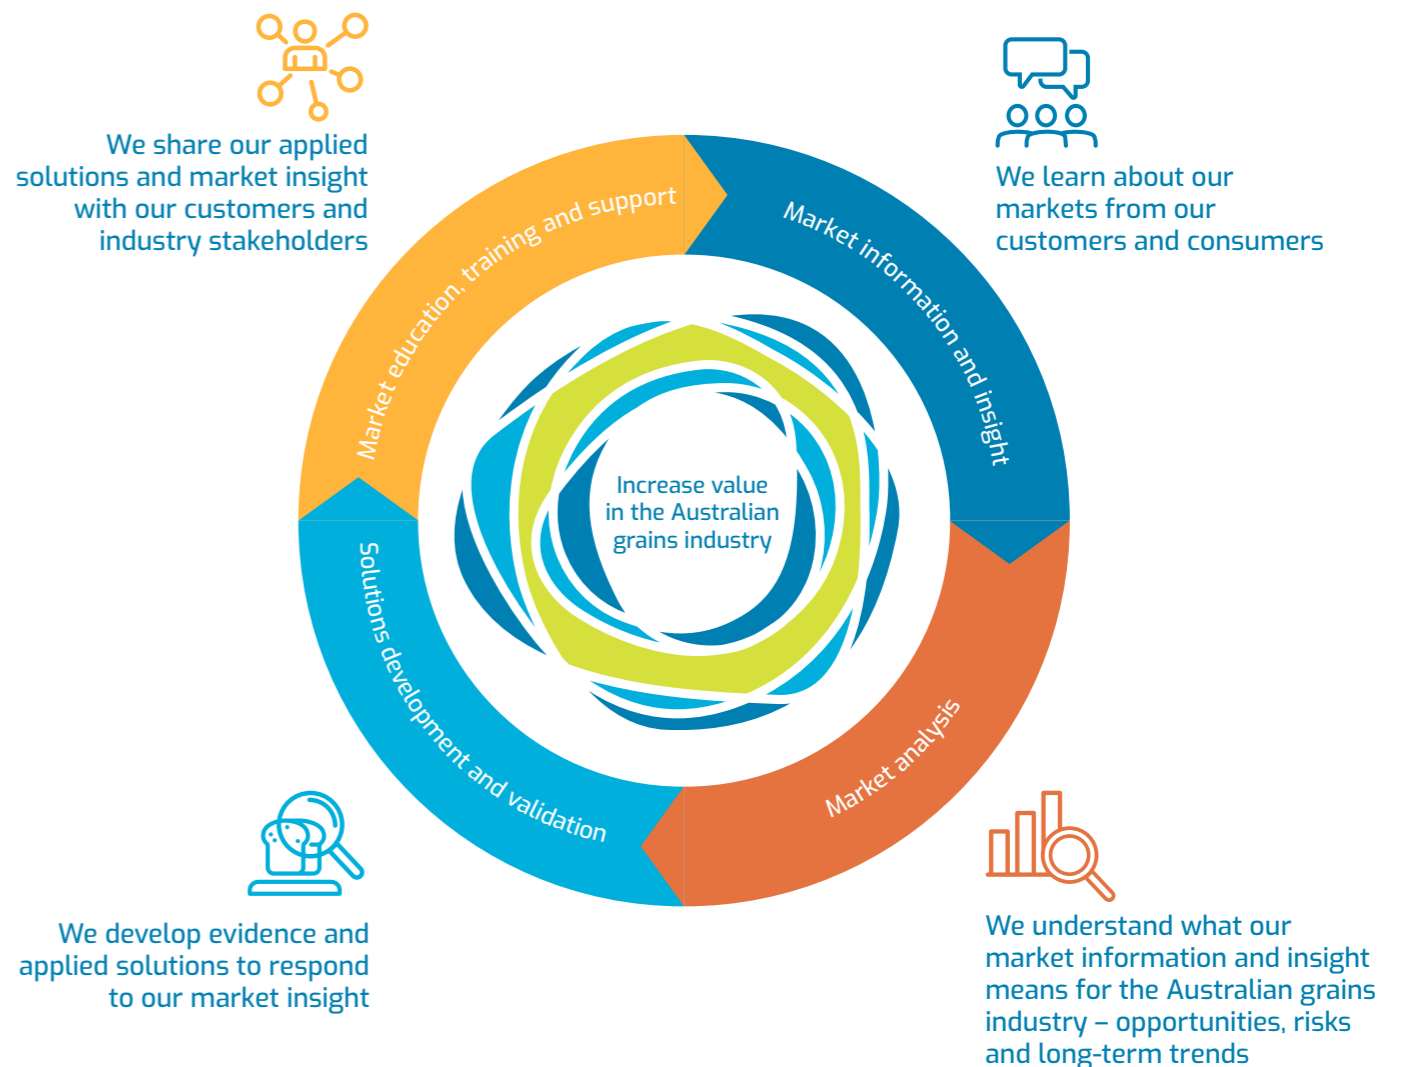 We share our applied
solutions and market insight
with our customers and
industry stakeholders
We learn about our
markets from our
customers and consumers
Market education, training and support
Market information and insight
Increase value
in the Australian
grains industry
Solutions development and validation
Market analysis
We develop evidence and
applied solutions to respond
to our market insight
We understand what our
market information and insight
means for the Australian grains
industry – opportunities, risks
and long-term trends